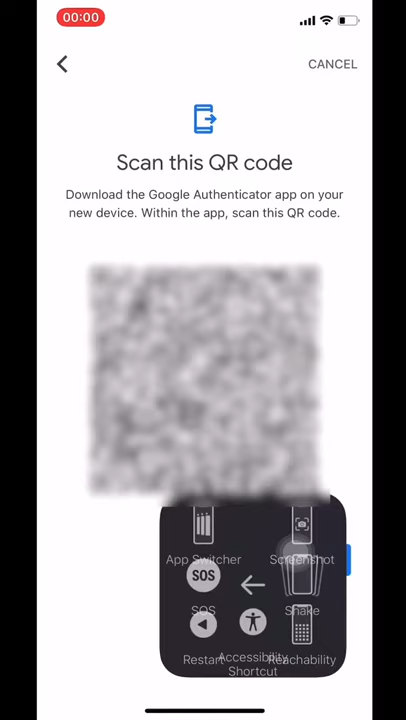 00:00
CANCEL
Scan this QR code
Download the Google Authenticator app on your
new device. Within the app, scan this QR code.
App Switcher
Screenshot
SOS
SOS
Shake
Restart
Accessibility
Shortcut
Reachability